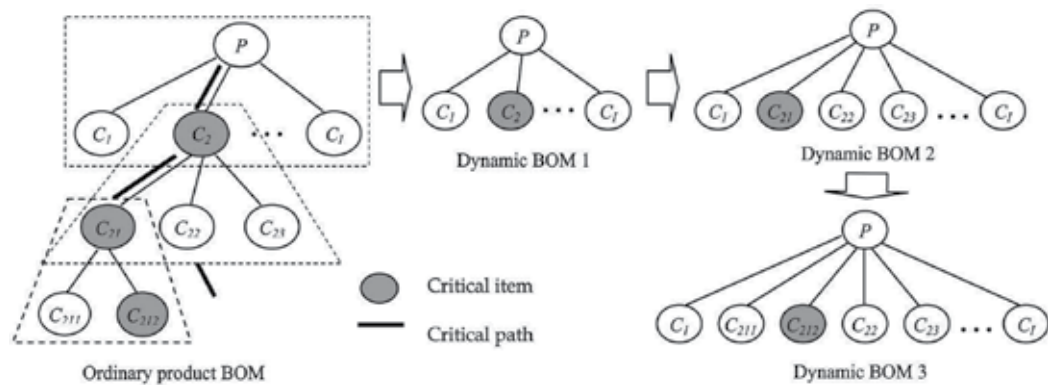 P
C1 C2 ... CI
C21 C22 C23
C211 C212
Ordinary product BOM
Critical item
Critical path
P
C1 C2 ... CI
Dynamic BOM 1
P
C1 C21 C22 C23 ... CI
Dynamic BOM 2
P
C1 C211 C212 C22 C23 ... CI
Dynamic BOM 3